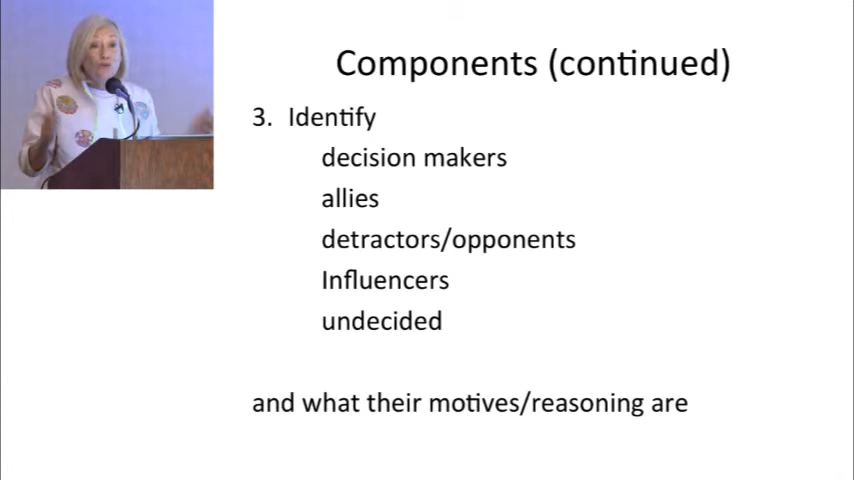 Components (continued)
3. Identify
decision makers
allies
detractors/opponents
Influencers
undecided
and what their motives/reasoning are